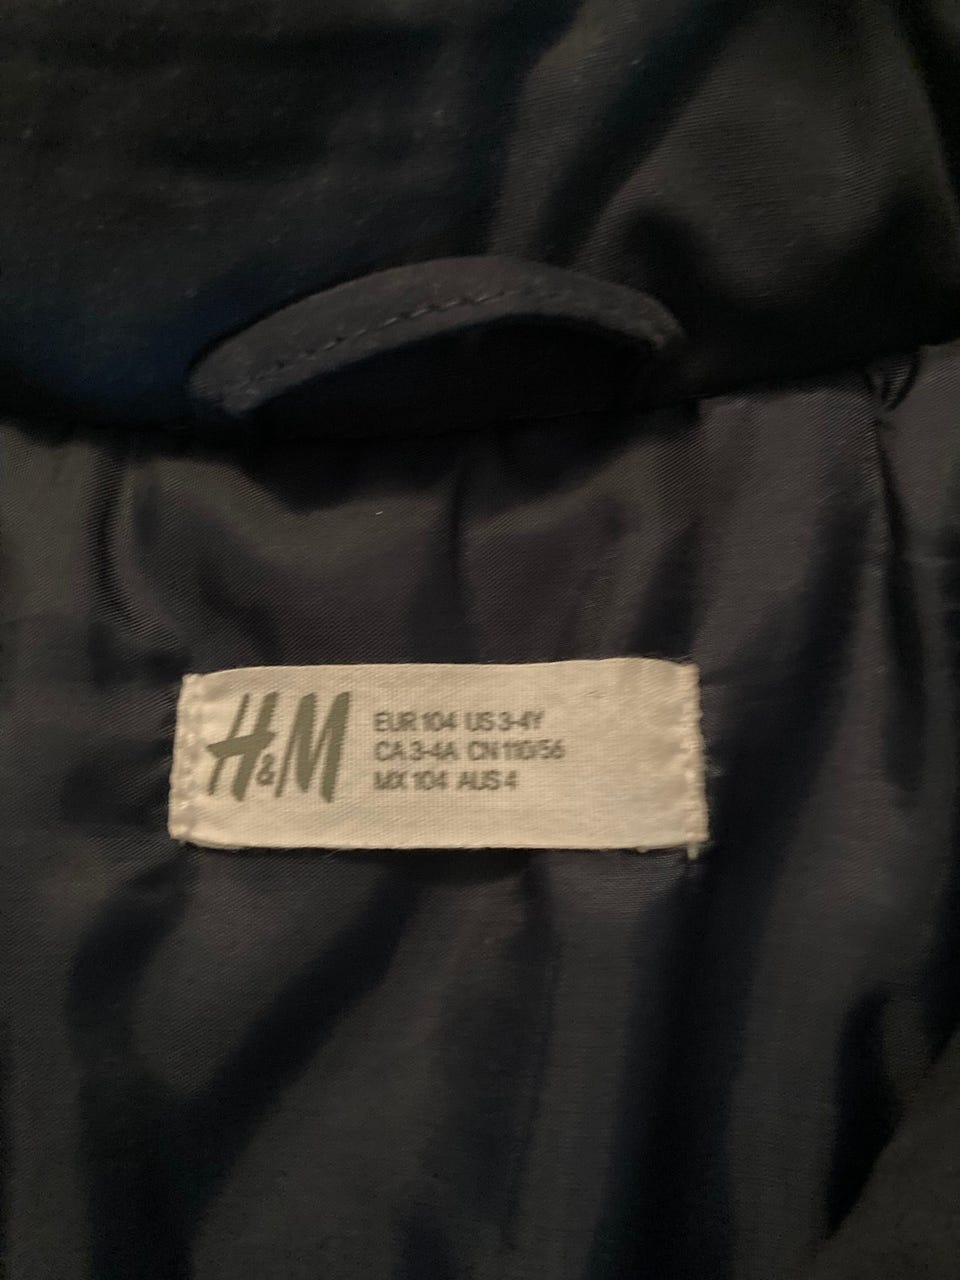 H&M
EUR 104 US 3-4Y
CA 3-4A CN 110/56
MX 104 AUS 4